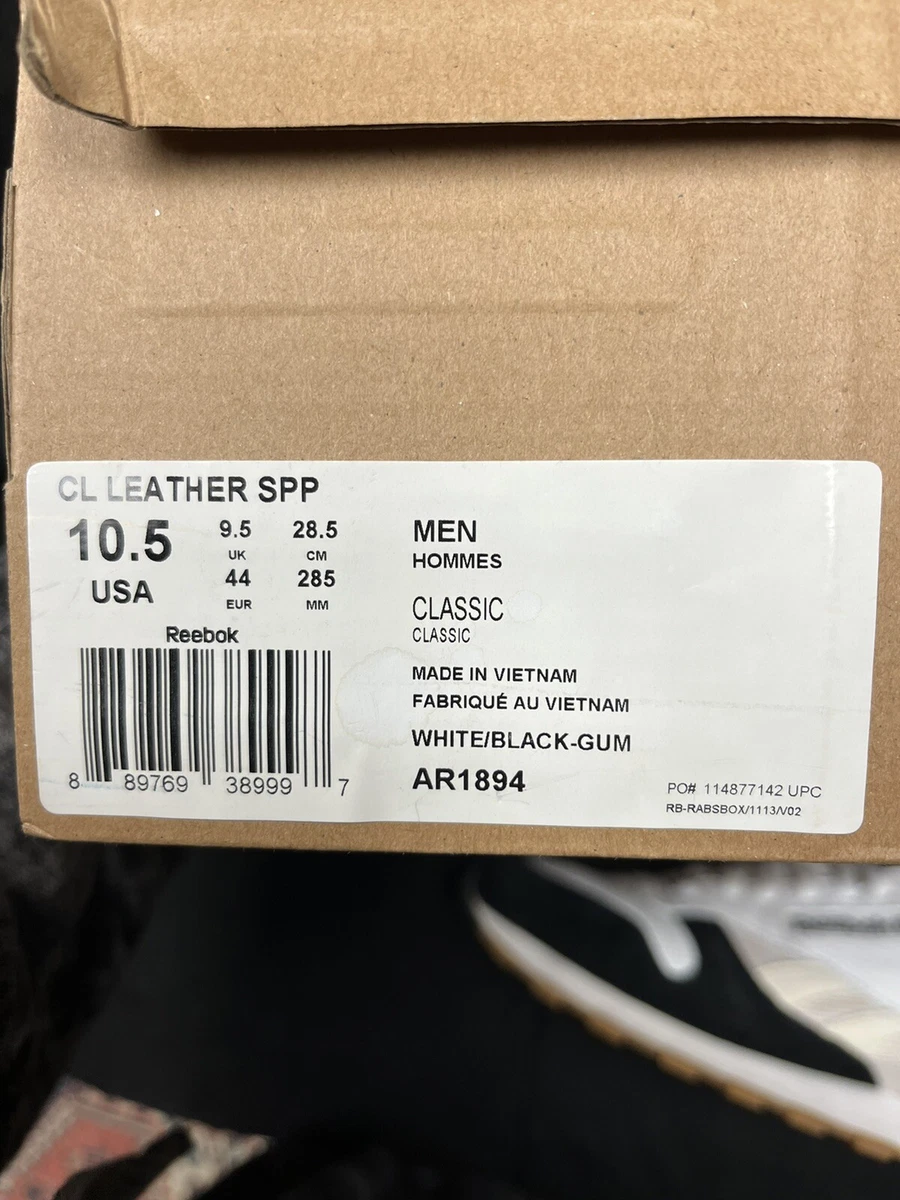 CL LEATHER SPP
10.5
USA
9.5
UK
28.5
CM
44
EUR
285
MM
Reebok
8 89769 38999 7
MEN
HOMMES
CLASSIC
CLASSIC
MADE IN VIETNAM
FABRIQUÉ AU VIETNAM
WHITE/BLACK-GUM
AR1894
PO# 114877142 UPC
RB-RABSBOX/1113/V02